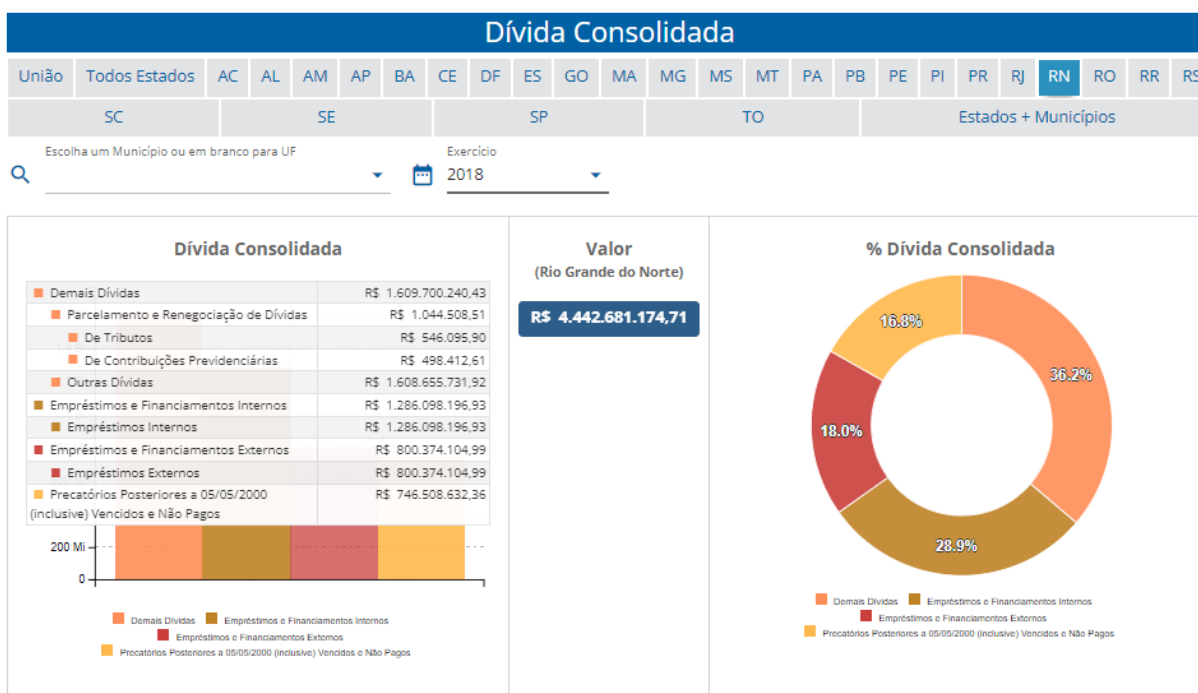 Dívida Consolidada
União Todos Estados AC AL AM AP BA CE DF ES GO MA MG MS MT PA PB PE PI PR RJ RN RO RR RS
SC SE SP TO Estados + Municípios
Escolha um Município ou em branco para UF
Exercício
2018
Dívida Consolidada
Demais Dívidas R$ 1.609.700.240,43
Parcelamento e Renegociação de Dívidas R$ 1.044.508,51
De Tributos R$ 546.095,90
De Contribuições Previdenciárias R$ 498.412,61
Outras Dívidas R$ 1.608.655.731,92
Empréstimos e Financiamentos Internos R$ 1.286.098.196,93
Empréstimos Internos R$ 1.286.098.196,93
Empréstimos e Financiamentos Externos R$ 800.374.104,99
Empréstimos Externos R$ 800.374.104,99
Precatórios Posteriores a 05/05/2000 R$ 746.508.632,36
(inclusive) Vencidos e Não Pagos
200 Mi
0
Demais Dívidas Empréstimos e Financiamentos Internos
Empréstimos e Financiamentos Externos
Precatórios Posteriores a 05/05/2000 (inclusive) Vencidos e Não Pagos
Valor
(Rio Grande do Norte)
R$ 4.442.681.174,71
% Dívida Consolidada
16.8%
36.2%
18.0%
28.9%
Demais Dívidas Empréstimos e Financiamentos Internos
Empréstimos e Financiamentos Externos
Precatórios Posteriores a 05/05/2000 (inclusive) Vencidos e Não Pagos